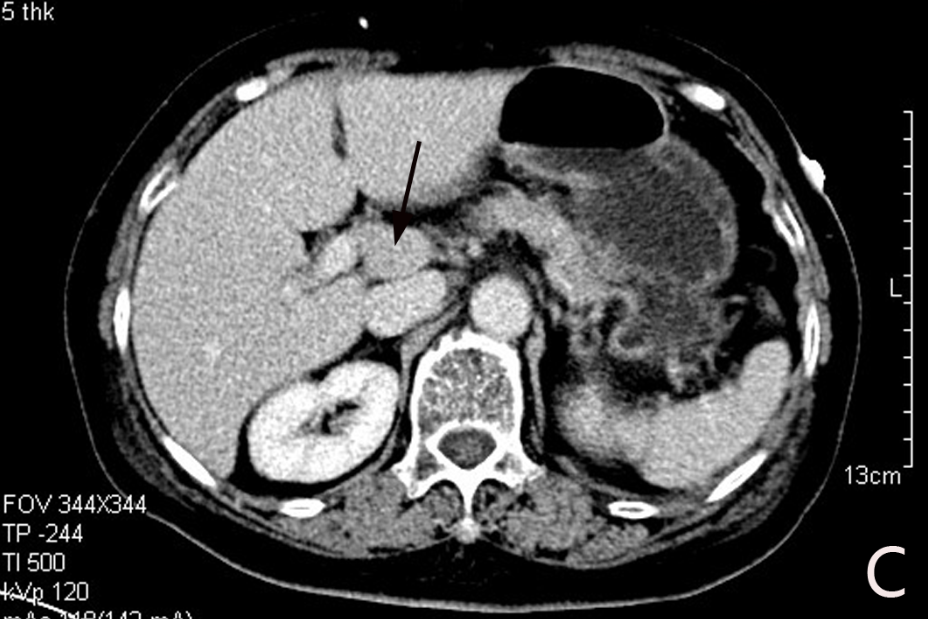 5 thk
L
13cm
FOV 344X344
TP -244
TI 500
kVp 120
C